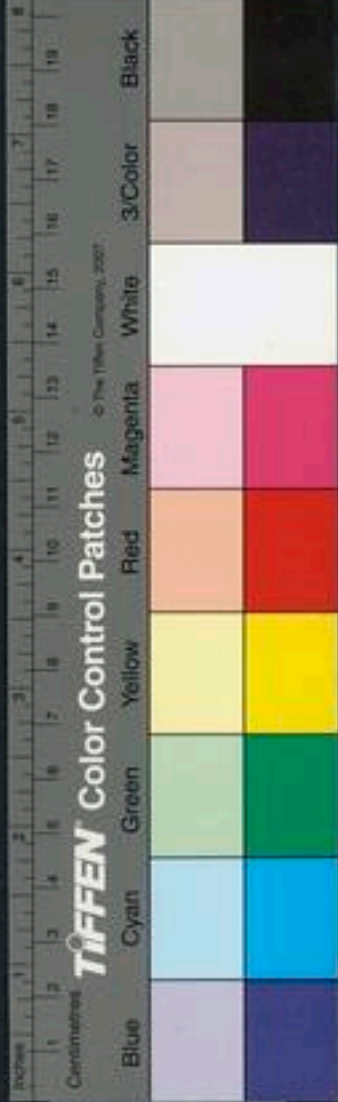 Inches 1 2 3 4 5 6 7 8
Centimetres 1 2 3 4 5 6 7 8 9 10 11 12 13 14 15 16 17 18 19
TIFFEN Color Control Patches © The Tiffen Company, 2007
Blue Cyan Green Yellow Red Magenta White 3/Color Black